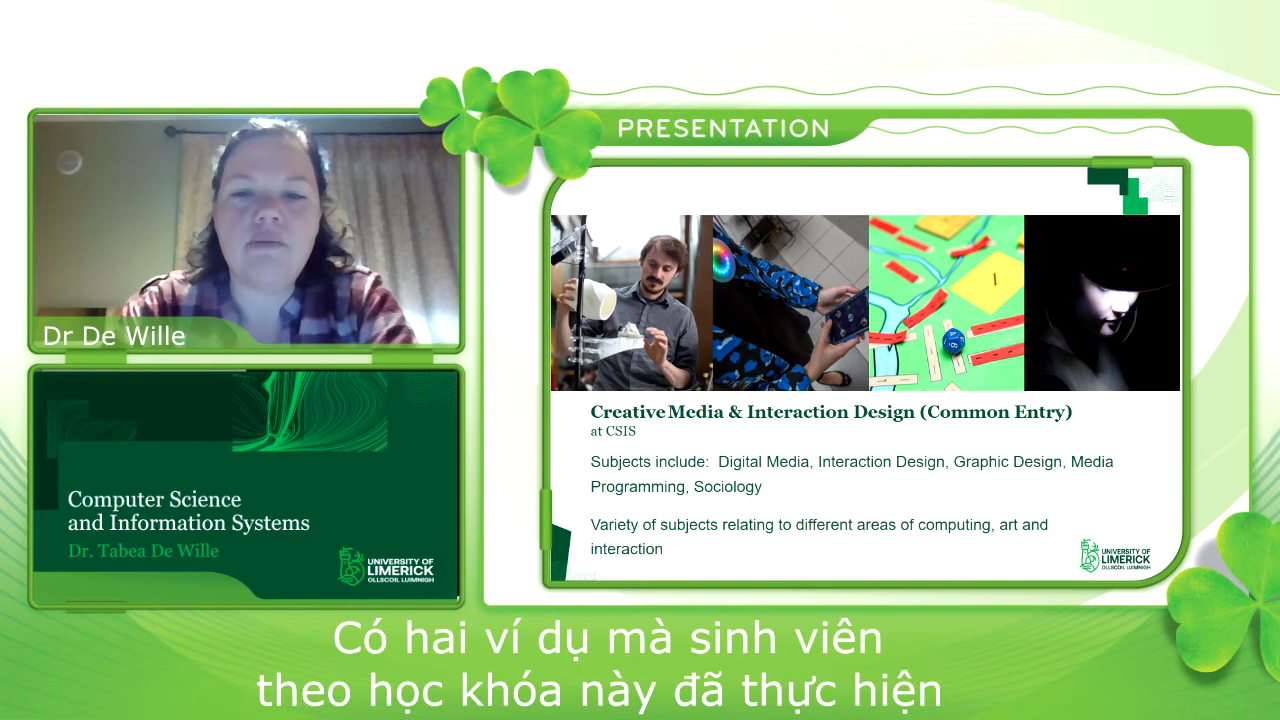 PRESENTATION
Dr De Wille
Computer Science
and Information Systems
Dr. Tabea De Wille
UNIVERSITY OF
LIMERICK
OLLSCOIL LUIMNIGH
Creative Media & Interaction Design (Common Entry)
at CSIS
Subjects include: Digital Media, Interaction Design, Graphic Design, Media
Programming, Sociology
Variety of subjects relating to different areas of computing, art and
interaction
UNIVERSITY OF
LIMERICK
OLLSCOIL LUIMNIGH
Có hai ví dụ mà sinh viên
theo học khóa này đã thực hiện